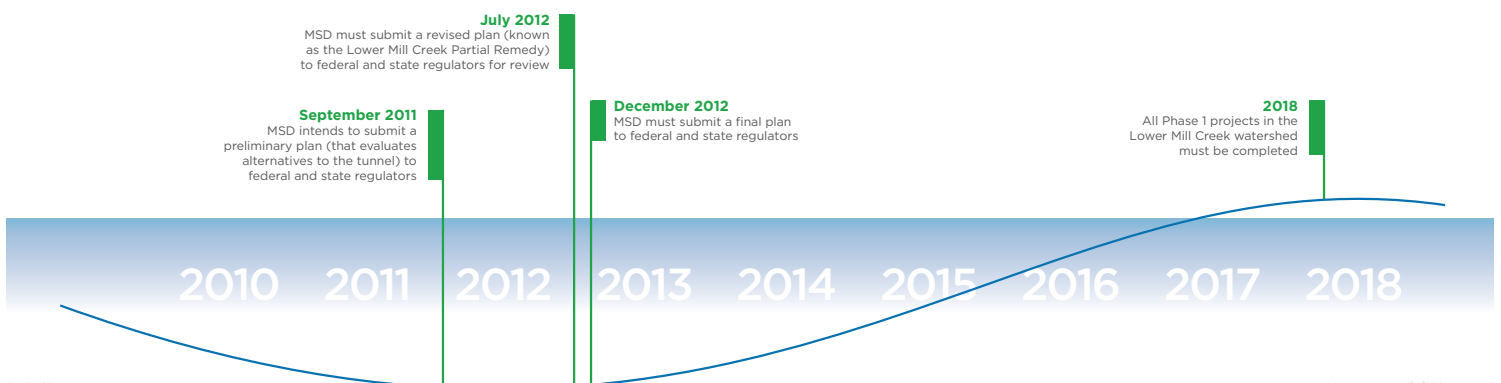 July 2012
MSD must submit a revised plan (known
as the Lower Mill Creek Partial Remedy)
to federal and state regulators for review
September 2011
MSD intends to submit a
preliminary plan (that evaluates
alternatives to the tunnel) to
federal and state regulators
December 2012
MSD must submit a final plan
to federal and state regulators
2018
All Phase 1 projects in the
Lower Mill Creek watershed
must be completed
2010 2011 2012 2013 2014 2015 2016 2017 2018